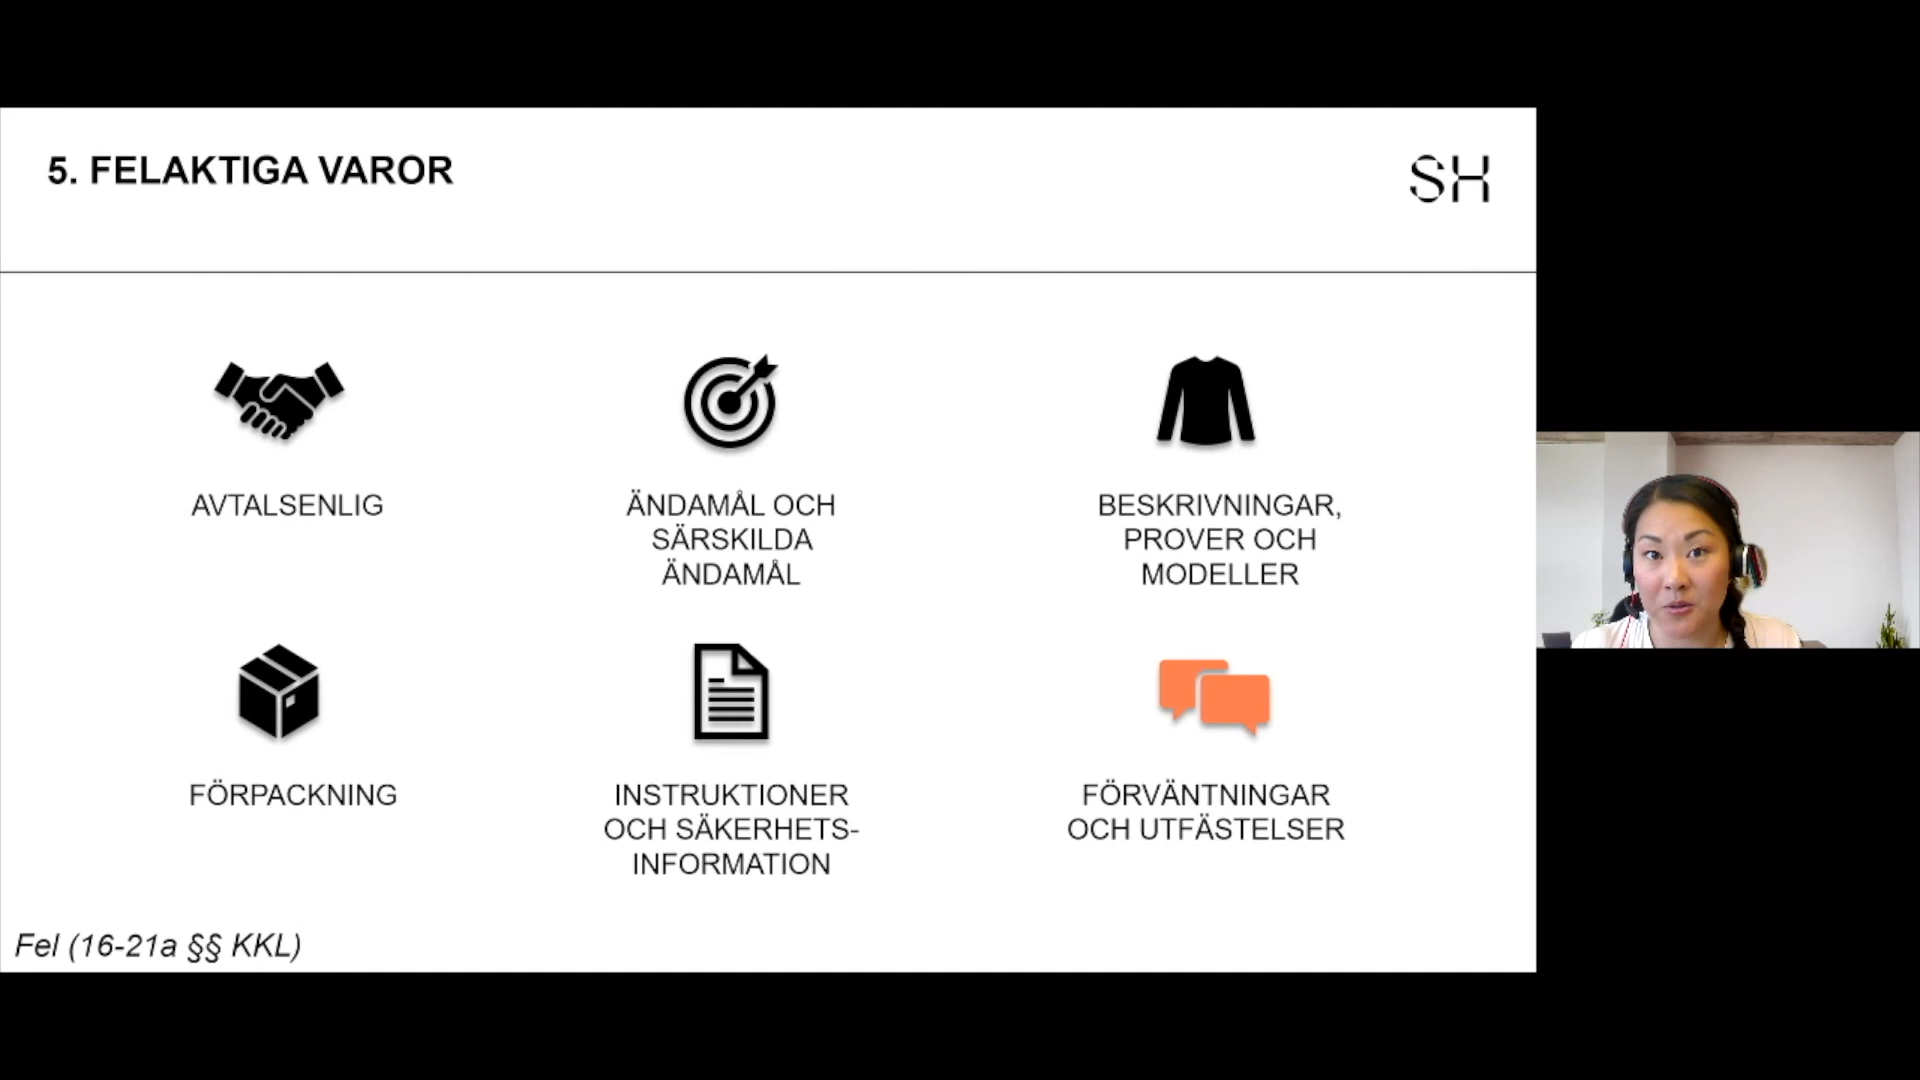 5. FELAKTIGA VAROR
SH
AVTALSENLIG
ÄNDAMÅL OCH
SÄRSKILDA
ÄNDAMÅL
BESKRIVNINGAR,
PROVER OCH
MODELLER
FÖRPACKNING
INSTRUKTIONER
OCH SÄKERHETS-
INFORMATION
FÖRVÄNTNINGAR
OCH UTFÄSTELSER
Fel (16-21a §§ KKL)